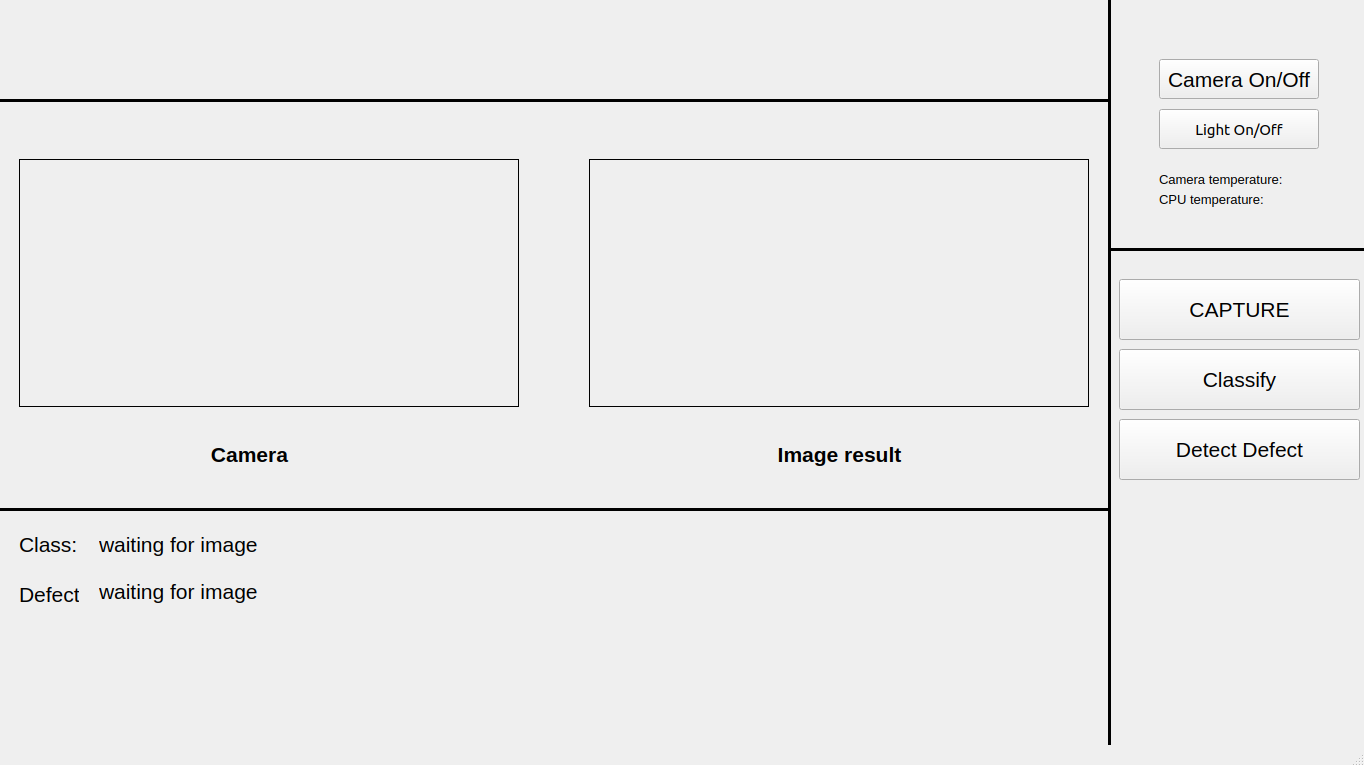 Camera On/Off
Light On/Off
Camera temperature:
CPU temperature:
CAPTURE
Classify
Detect Defect
Camera
Image result
Class: waiting for image
Defect waiting for image